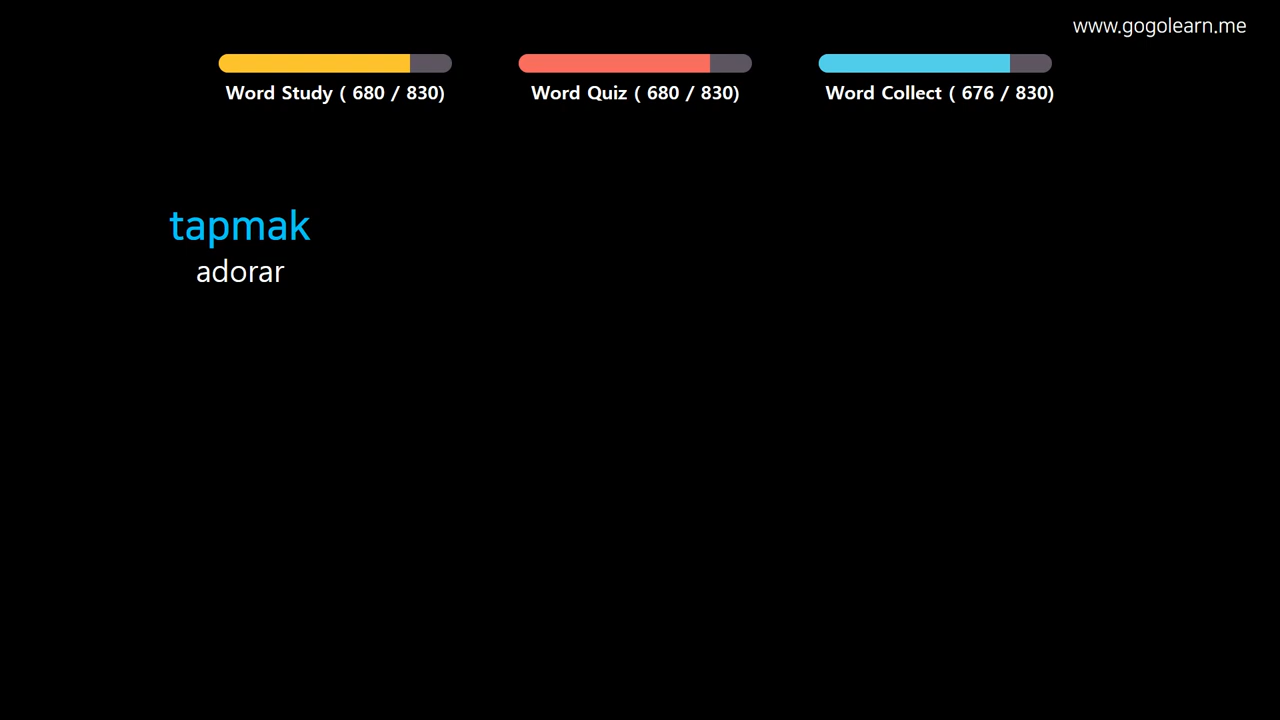 www.gogolearn.me
Word Study ( 680 / 830)
Word Quiz ( 680 / 830)
Word Collect ( 676 / 830)
tapmak
adorar